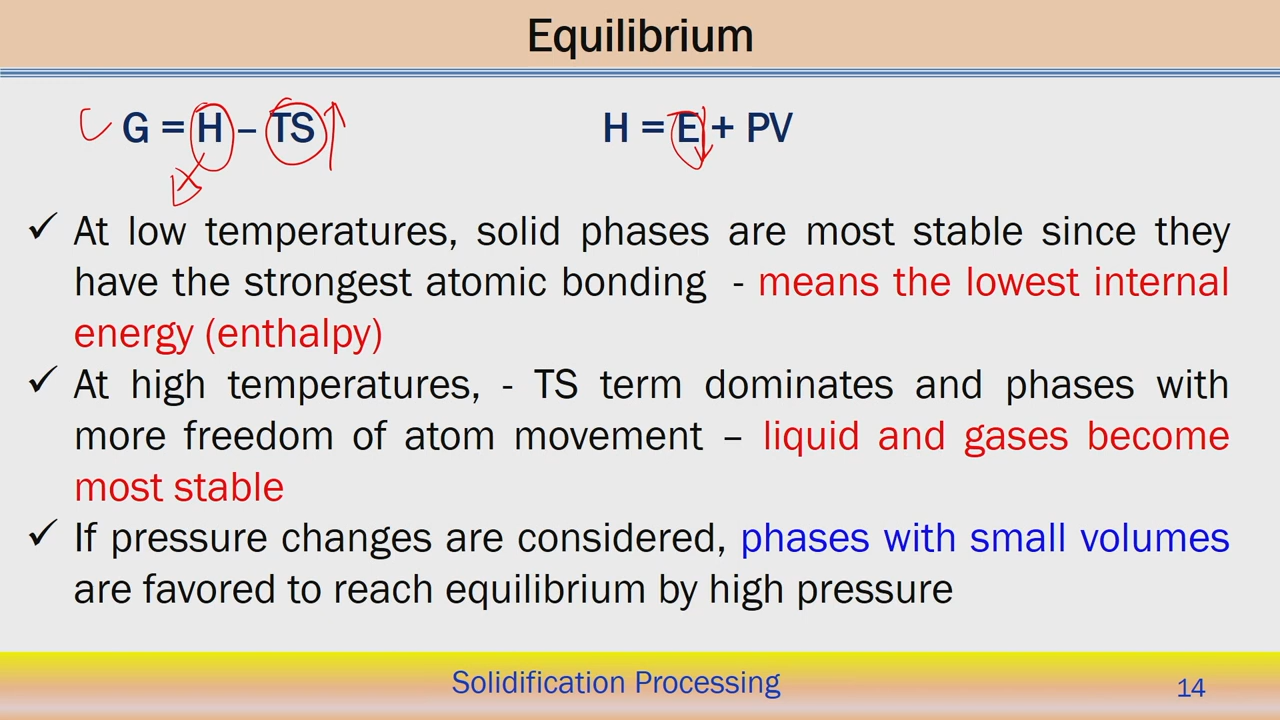 Equilibrium
G = H – TS
H = E + PV
✓ At low temperatures, solid phases are most stable since they
have the strongest atomic bonding - means the lowest internal
energy (enthalpy)
✓ At high temperatures, - TS term dominates and phases with
more freedom of atom movement – liquid and gases become
most stable
✓ If pressure changes are considered, phases with small volumes
are favored to reach equilibrium by high pressure
Solidification Processing
14